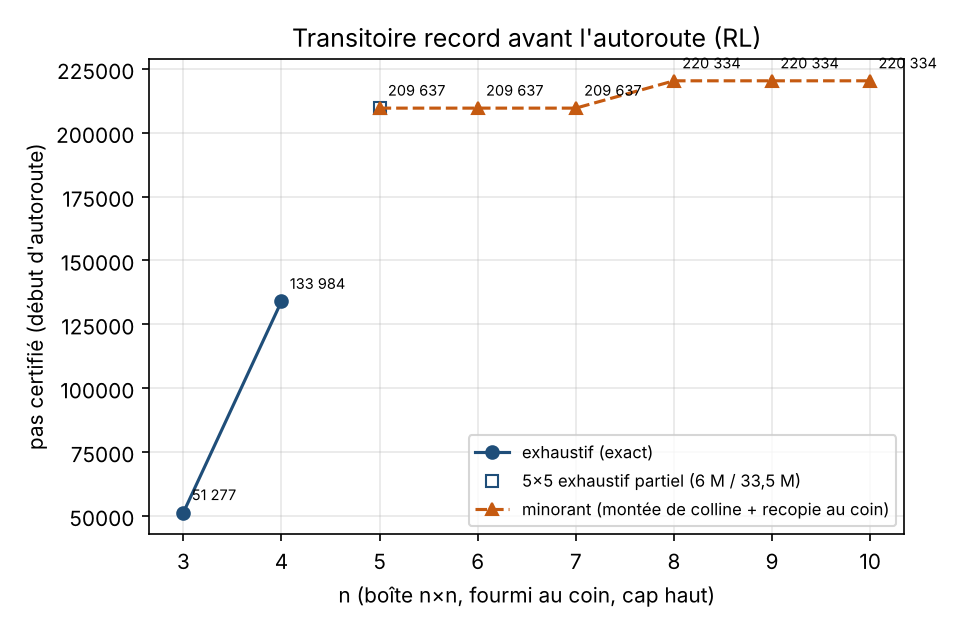 Transitoire record avant l'autoroute (RL)
pas certifié (début d'autoroute)
225000
200000
175000
150000
125000
100000
75000
50000
51 277
133 984
209 637
209 637
209 637
220 334
220 334
220 334
exhaustif (exact)
5×5 exhaustif partiel (6 M / 33,5 M)
minorant (montée de colline + recopie au coin)
3 4 5 6 7 8 9 10
n (boîte n×n, fourmi au coin, cap haut)